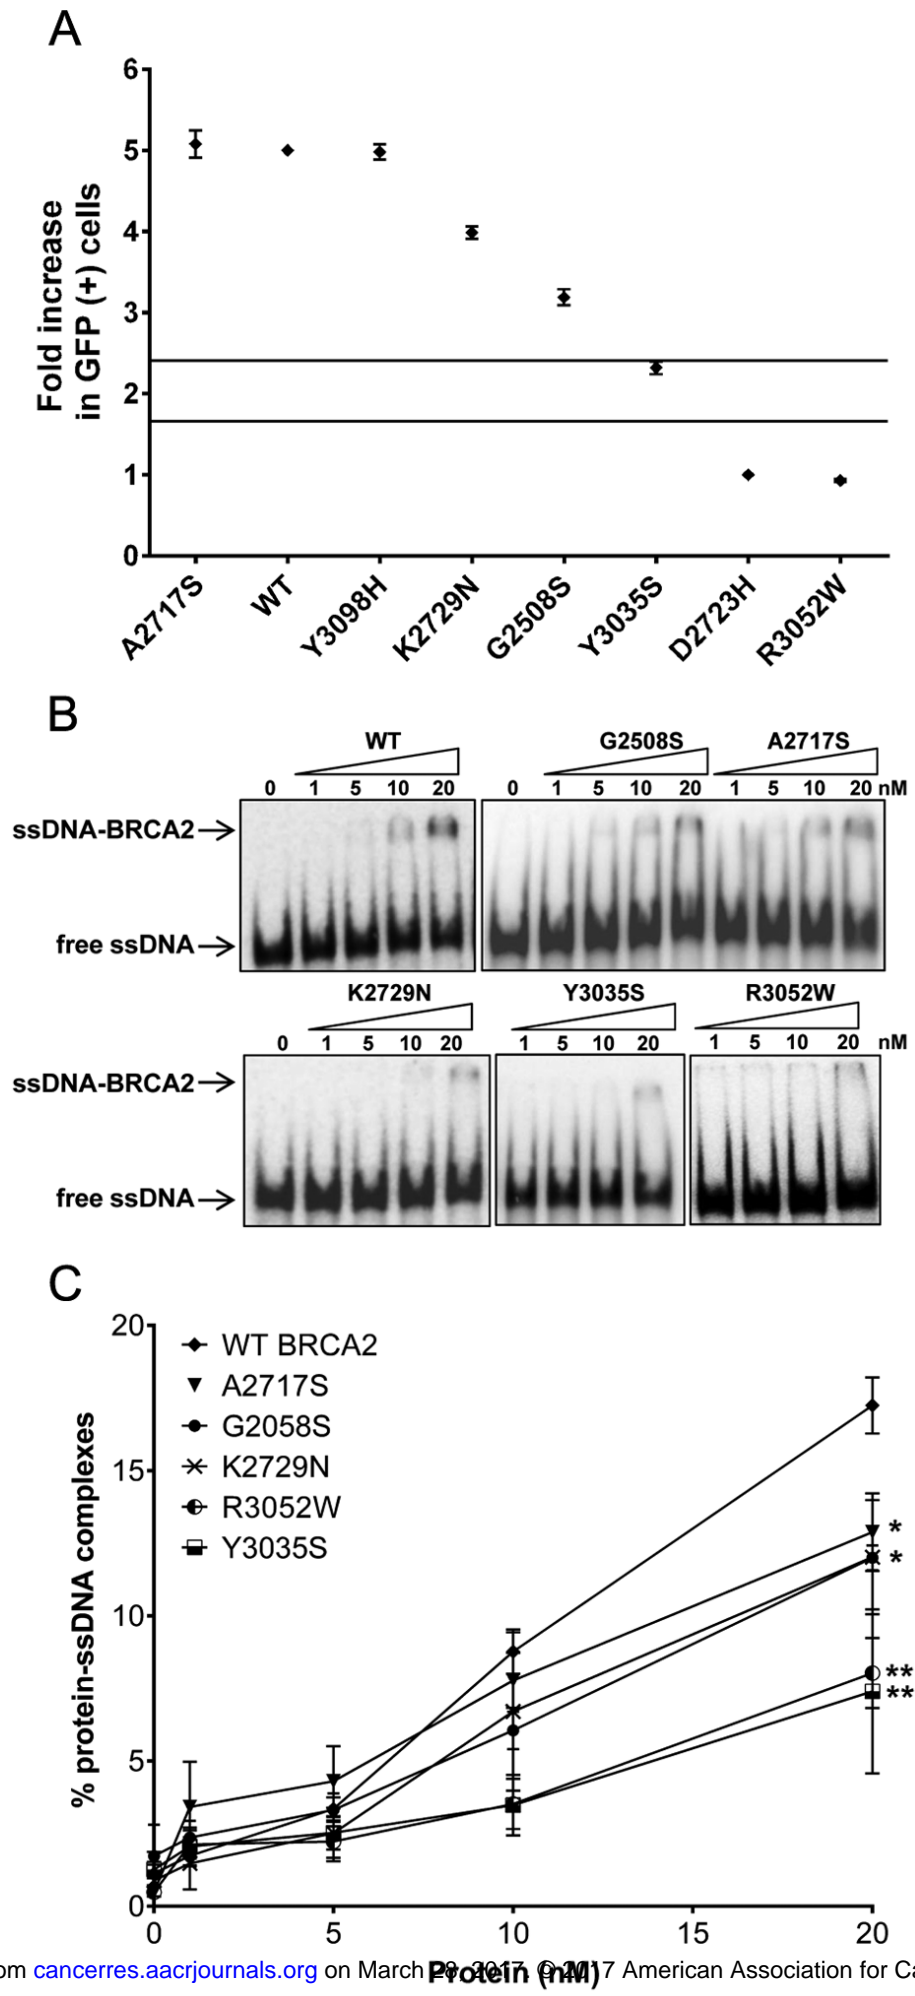 A
6
5
4
3
2
1
0
Fold increase
in GFP (+) cells
A2717S WT Y3098H K2729N G2508S Y3035S D2723H R3052W
B
WT G2508S A2717S
0 1 5 10 20 0 1 5 10 20 1 5 10 20 nM
ssDNA-BRCA2
free ssDNA
K2729N Y3035S R3052W
0 1 5 10 20 1 5 10 20 1 5 10 20 nM
ssDNA-BRCA2
free ssDNA
C
20
15
10
5
0
% protein-ssDNA complexes
WT BRCA2
A2717S
G2058S
K2729N
R3052W
Y3035S
*
*
**
**
0 5 10 15 20
Protein (nM)
om cancerres.aacrjournals.org on March 28, 2017. © 2017 American Association for Ca